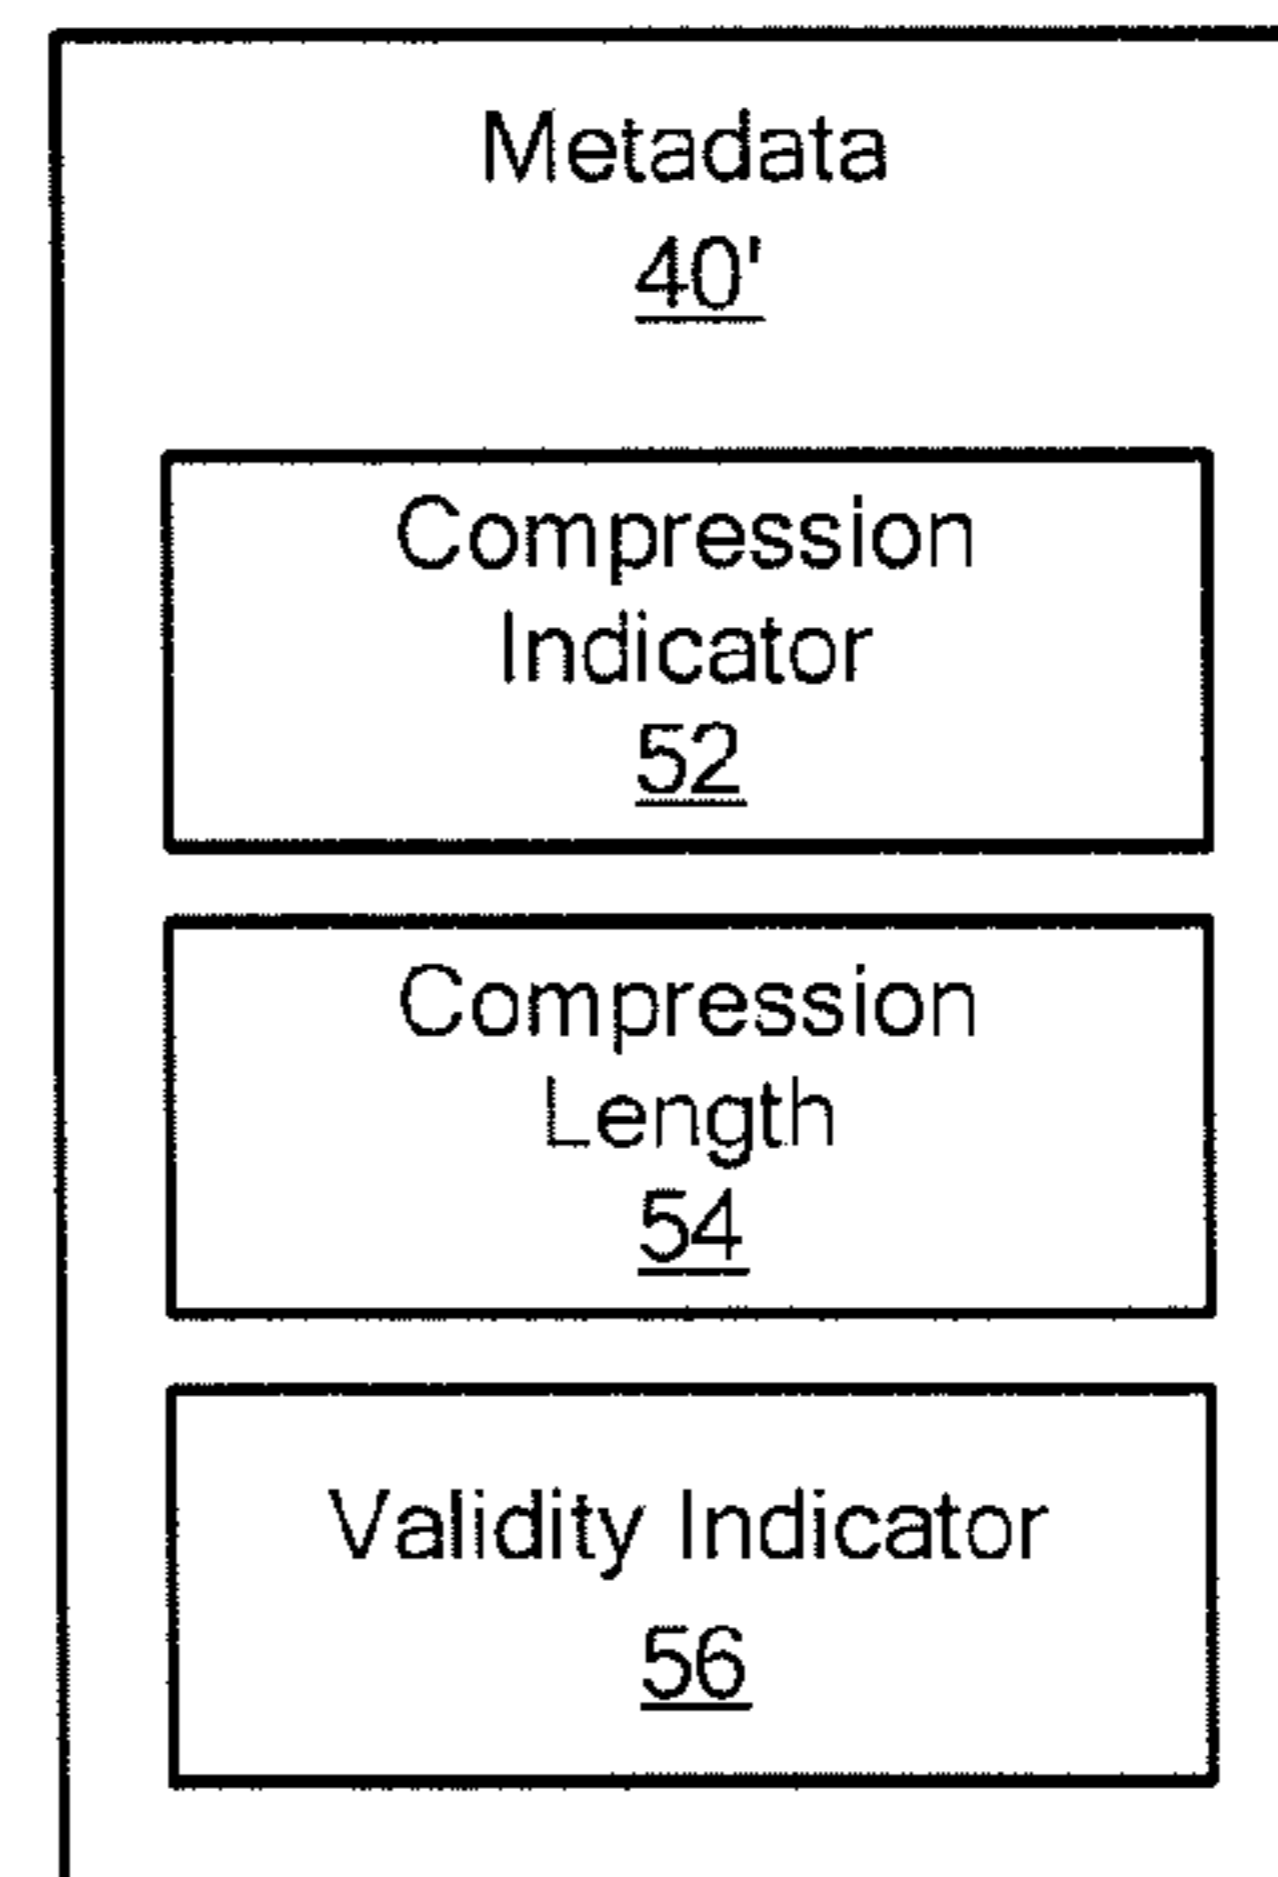 Metadata
40'
Compression
Indicator
52
Compression
Length
54
Validity Indicator
56